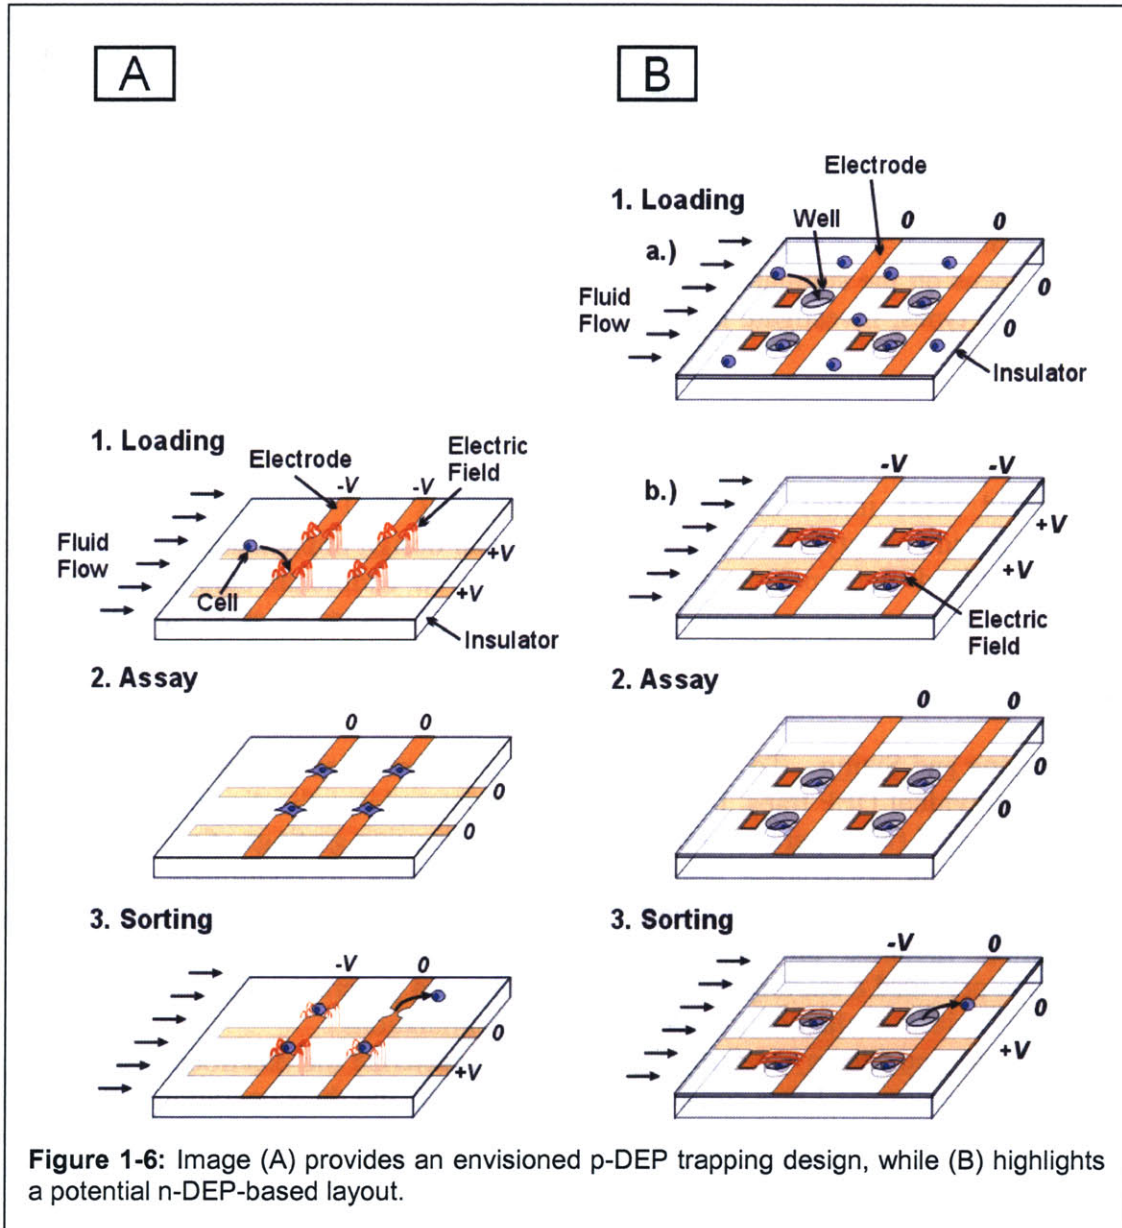 A
1. Loading
Electrode
Electric
Field
-V
-V
Fluid
Flow
+V
+V
Cell
Insulator
2. Assay
0
0
0
0
3. Sorting
-V
0
0
+V
B
Electrode
1. Loading
Well
0
0
a.)
Fluid
Flow
0
0
Insulator
b.)
-V
-V
+V
+V
Electric
Field
2. Assay
0
0
0
0
3. Sorting
-V
0
0
+V
Figure 1-6: Image (A) provides an envisioned p-DEP trapping design, while (B) highlights
a potential n-DEP-based layout.